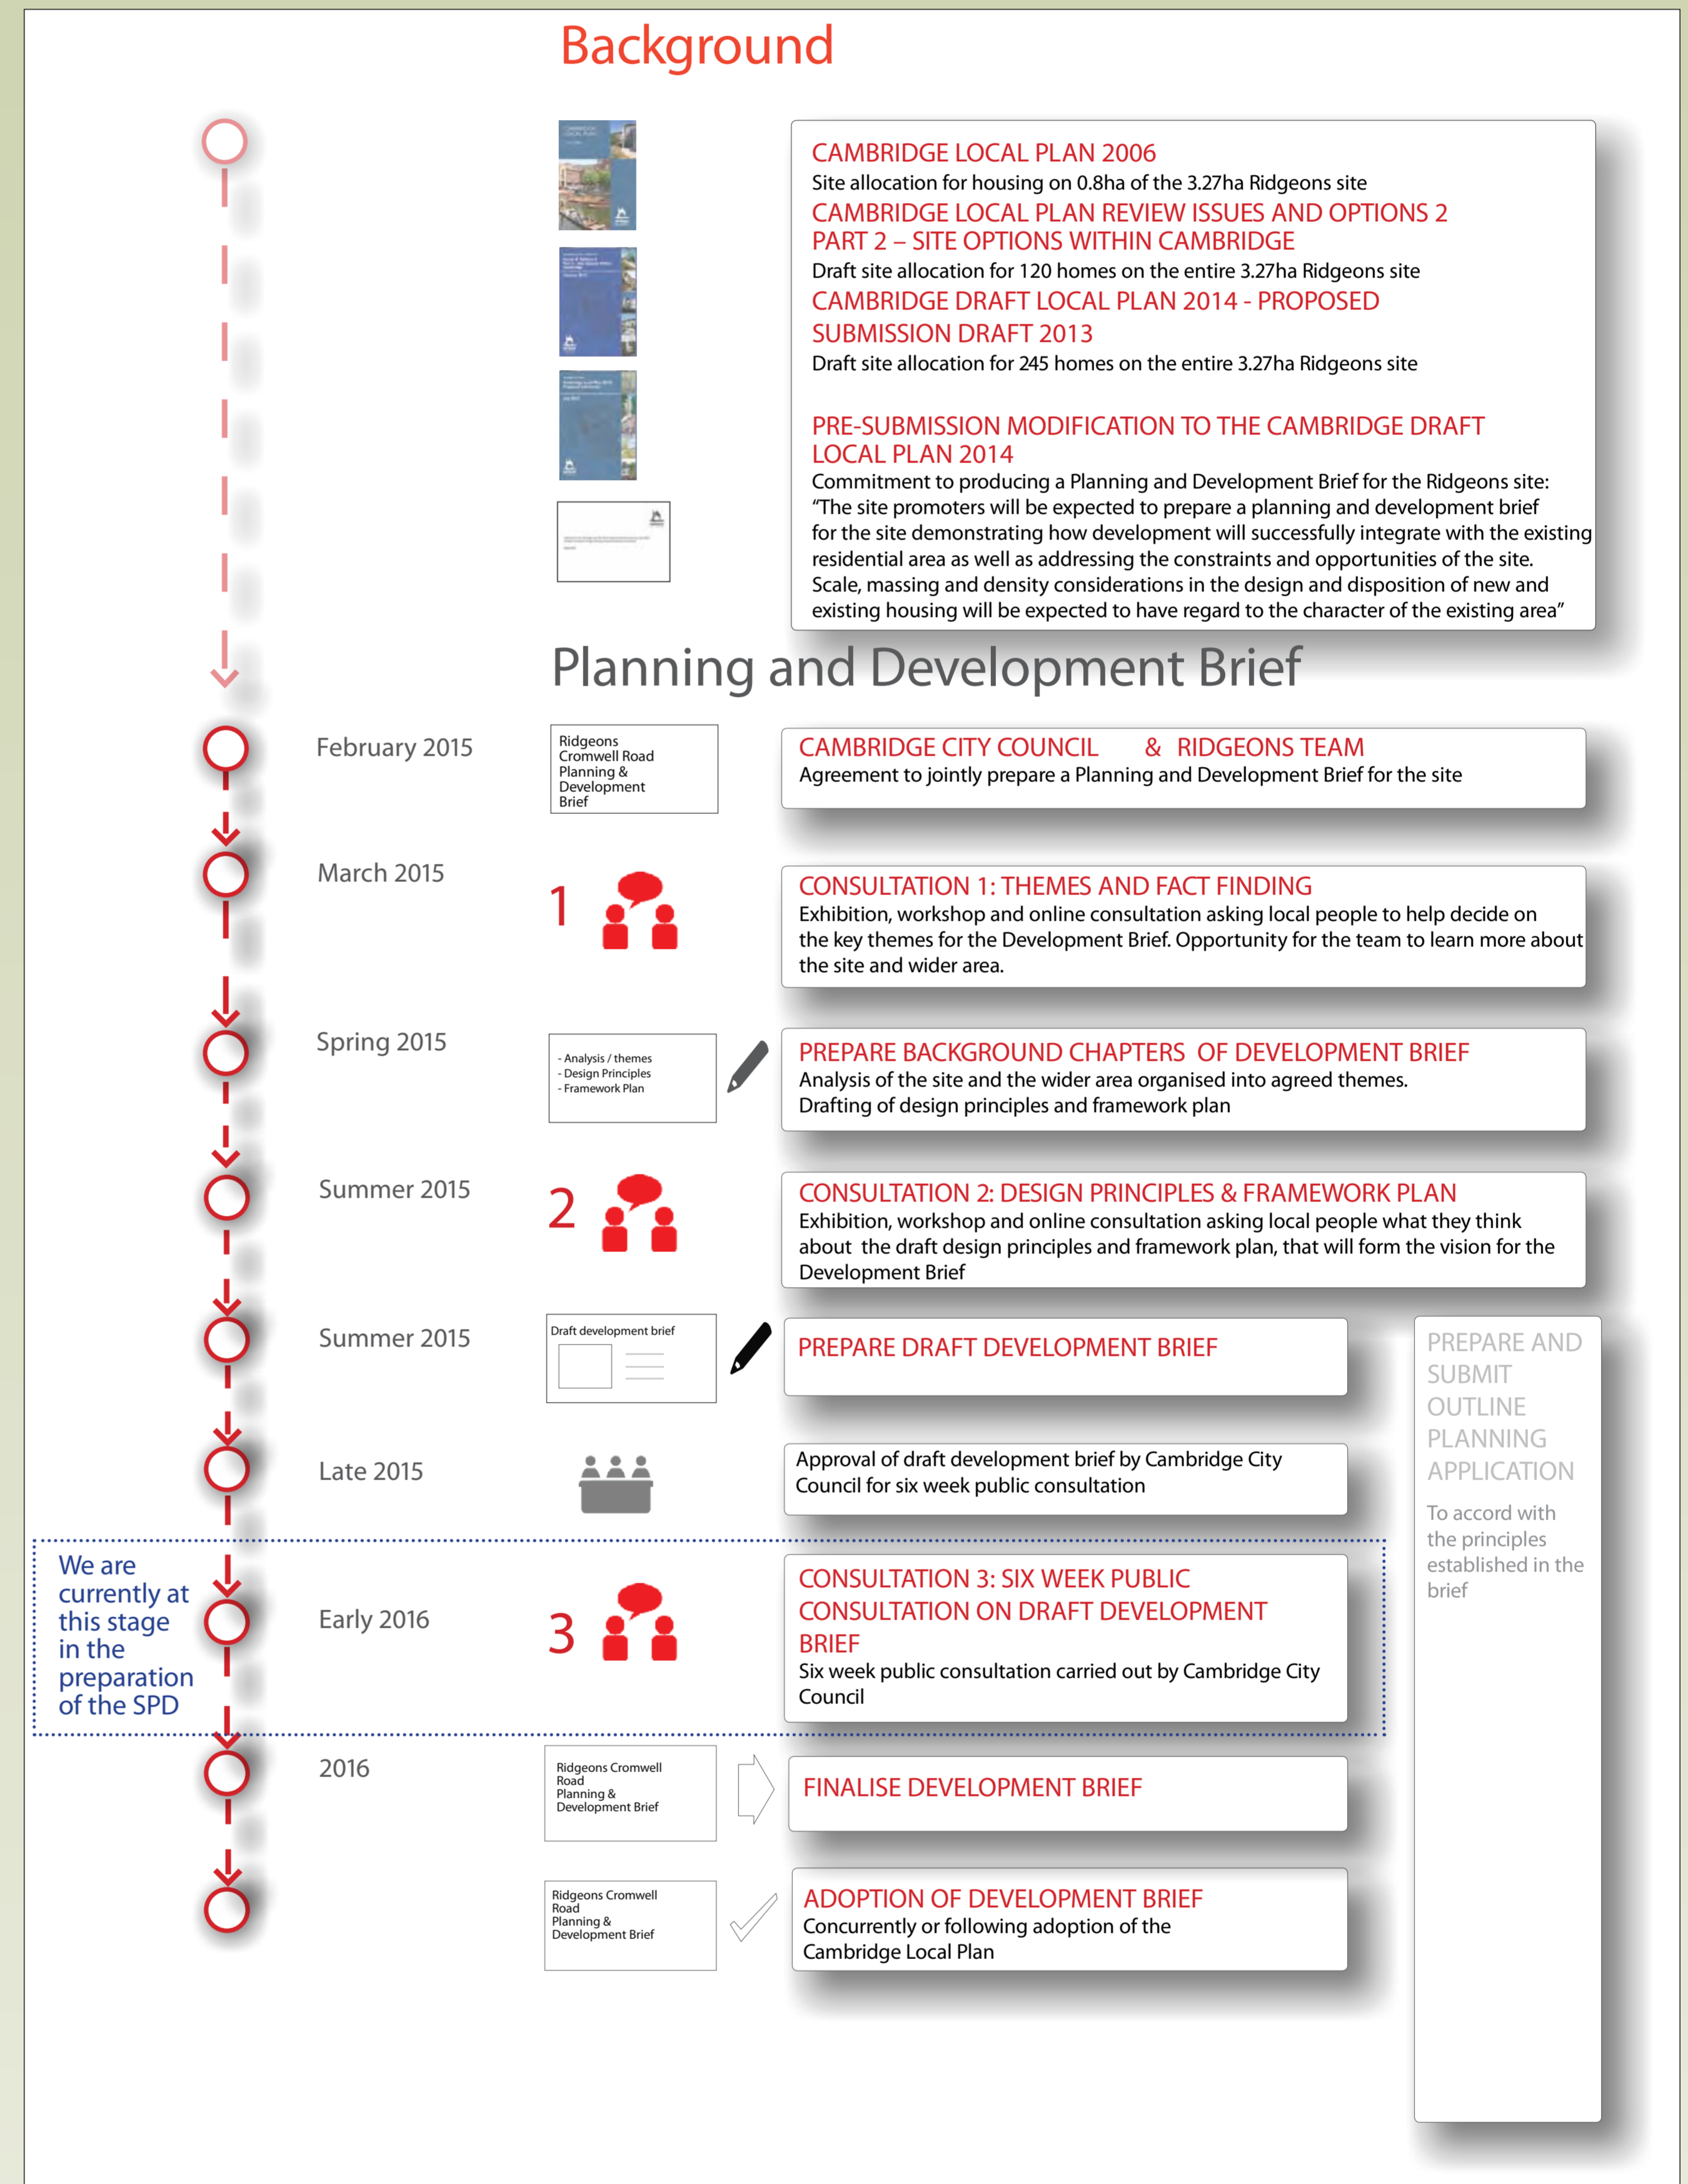 Background
CAMBRIDGE LOCAL PLAN 2006
Site allocation for housing on 0.8ha of the 3.27ha Ridgeons site
CAMBRIDGE LOCAL PLAN REVIEW ISSUES AND OPTIONS 2
PART 2 – SITE OPTIONS WITHIN CAMBRIDGE
Draft site allocation for 120 homes on the entire 3.27ha Ridgeons site
CAMBRIDGE DRAFT LOCAL PLAN 2014 - PROPOSED
SUBMISSION DRAFT 2013
Draft site allocation for 245 homes on the entire 3.27ha Ridgeons site
PRE-SUBMISSION MODIFICATION TO THE CAMBRIDGE DRAFT
LOCAL PLAN 2014
Commitment to producing a Planning and Development Brief for the Ridgeons site:
“The site promoters will be expected to prepare a planning and development brief
for the site demonstrating how development will successfully integrate with the existing
residential area as well as addressing the constraints and opportunities of the site.
Scale, massing and density considerations in the design and disposition of new and
existing housing will be expected to have regard to the character of the existing area”
Planning and Development Brief
February 2015
Ridgeons
Cromwell Road
Planning &
Development
Brief
CAMBRIDGE CITY COUNCIL & RIDGEONS TEAM
Agreement to jointly prepare a Planning and Development Brief for the site
March 2015
1
CONSULTATION 1: THEMES AND FACT FINDING
Exhibition, workshop and online consultation asking local people to help decide on
the key themes for the Development Brief. Opportunity for the team to learn more about
the site and wider area.
Spring 2015
- Analysis / themes
- Design Principles
- Framework Plan
PREPARE BACKGROUND CHAPTERS OF DEVELOPMENT BRIEF
Analysis of the site and the wider area organised into agreed themes.
Drafting of design principles and framework plan
Summer 2015
2
CONSULTATION 2: DESIGN PRINCIPLES & FRAMEWORK PLAN
Exhibition, workshop and online consultation asking local people what they think
about the draft design principles and framework plan, that will form the vision for the
Development Brief
Summer 2015
Draft development brief
PREPARE DRAFT DEVELOPMENT BRIEF
PREPARE AND
SUBMIT
OUTLINE
PLANNING
APPLICATION
To accord with
the principles
established in the
brief
Late 2015
Approval of draft development brief by Cambridge City
Council for six week public consultation
We are
currently at
this stage
in the
preparation
of the SPD
Early 2016
3
CONSULTATION 3: SIX WEEK PUBLIC
CONSULTATION ON DRAFT DEVELOPMENT
BRIEF
Six week public consultation carried out by Cambridge City
Council
2016
Ridgeons Cromwell
Road
Planning &
Development Brief
FINALISE DEVELOPMENT BRIEF
Ridgeons Cromwell
Road
Planning &
Development Brief
ADOPTION OF DEVELOPMENT BRIEF
Concurrently or following adoption of the
Cambridge Local Plan